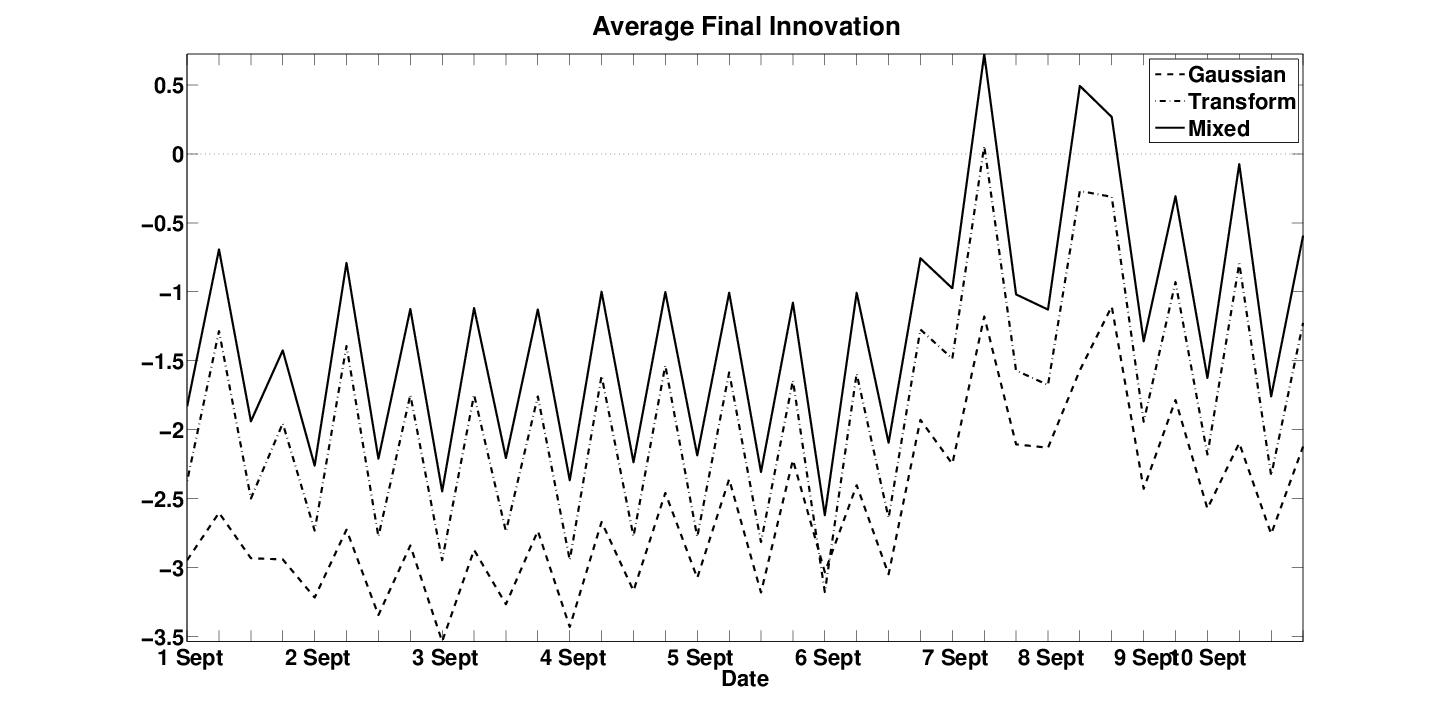 Average Final Innovation
Gaussian
Transform
Mixed
0.5
0
−0.5
−1
−1.5
−2
−2.5
−3
−3.5
1 Sept 2 Sept 3 Sept 4 Sept 5 Sept 6 Sept 7 Sept 8 Sept 9 Sept 10 Sept
Date